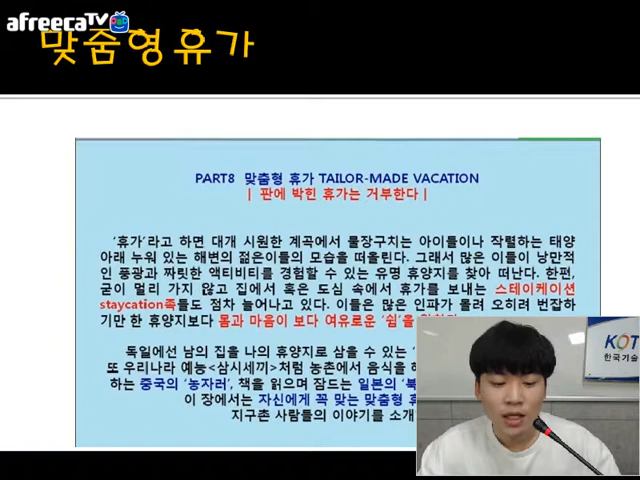 afreecaTV
맞춤형휴가
PART8 맞춤형 휴가 TAILOR-MADE VACATION
| 판에 박힌 휴가는 거부한다 |
'휴가'라고 하면 대개 시원한 계곡에서 물장구치는 아이들이나 작렬하는 태양
아래 누워 있는 해변의 젊은이들의 모습을 떠올린다. 그래서 많은 이들이 낭만적
인 풍광과 짜릿한 액티비티를 경험할 수 있는 유명 휴양지를 찾아 떠난다. 한편,
굳이 멀리 가지 않고 집에서 혹은 도심 속에서 휴가를 보내는 스테이케이션
staycation족들도 점차 늘어나고 있다. 이들은 많은 인파가 몰려 오히려 번잡하
기만 한 휴양지보다 몸과 마음이 보다 여유로운 '쉼'을
독일에선 남의 집을 나의 휴양지로 삼을 수 있는
또 우리나라 예능<삼시세끼>처럼 농촌에서 음식을
하는 중국의 '농자러', 책을 읽으며 잠드는 일본의 '북
이 장에서는 자신에게 꼭 맞는 맞춤형
지구촌 사람들의 이야기를 소개
KOT
한국기술